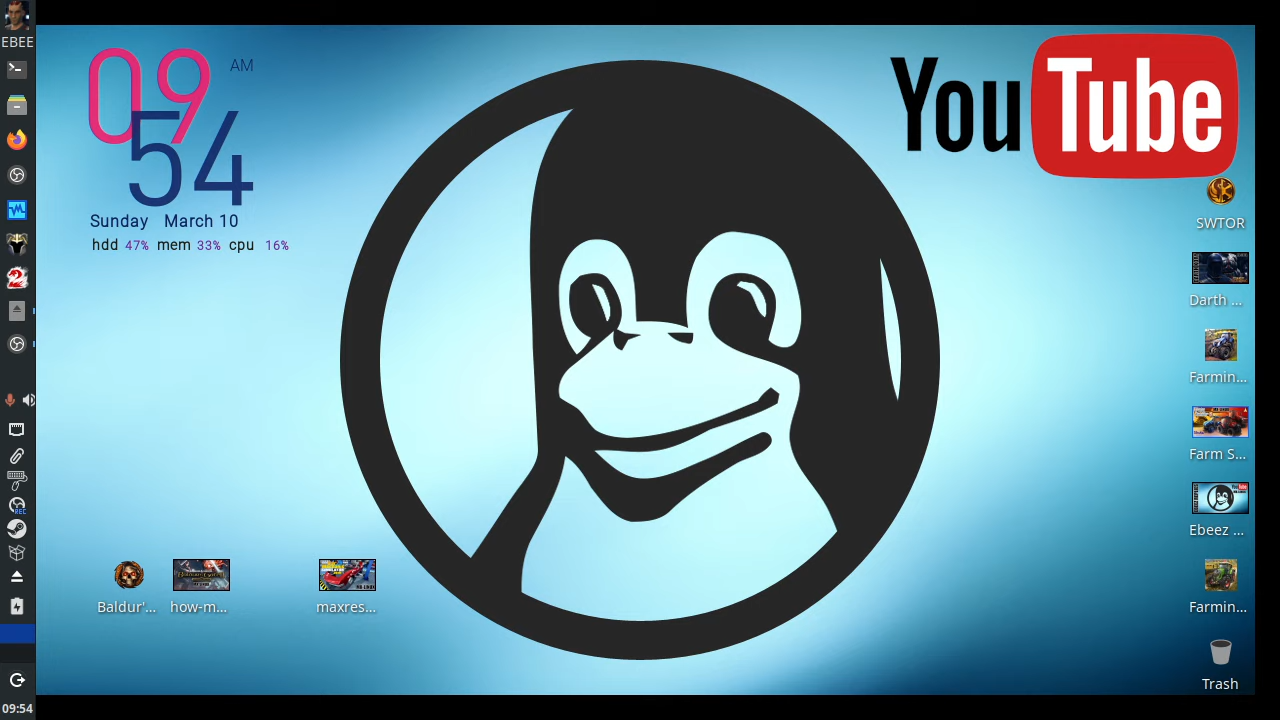 EBEE
09
AM
54
Sunday March 10
hdd 47% mem 33% cpu 16%
YouTube
SWTOR
Darth ...
Farmin...
Farm S...
Ebeez ...
Farmin...
Trash
Baldur'...
how-m...
maxres...
REC
09:54